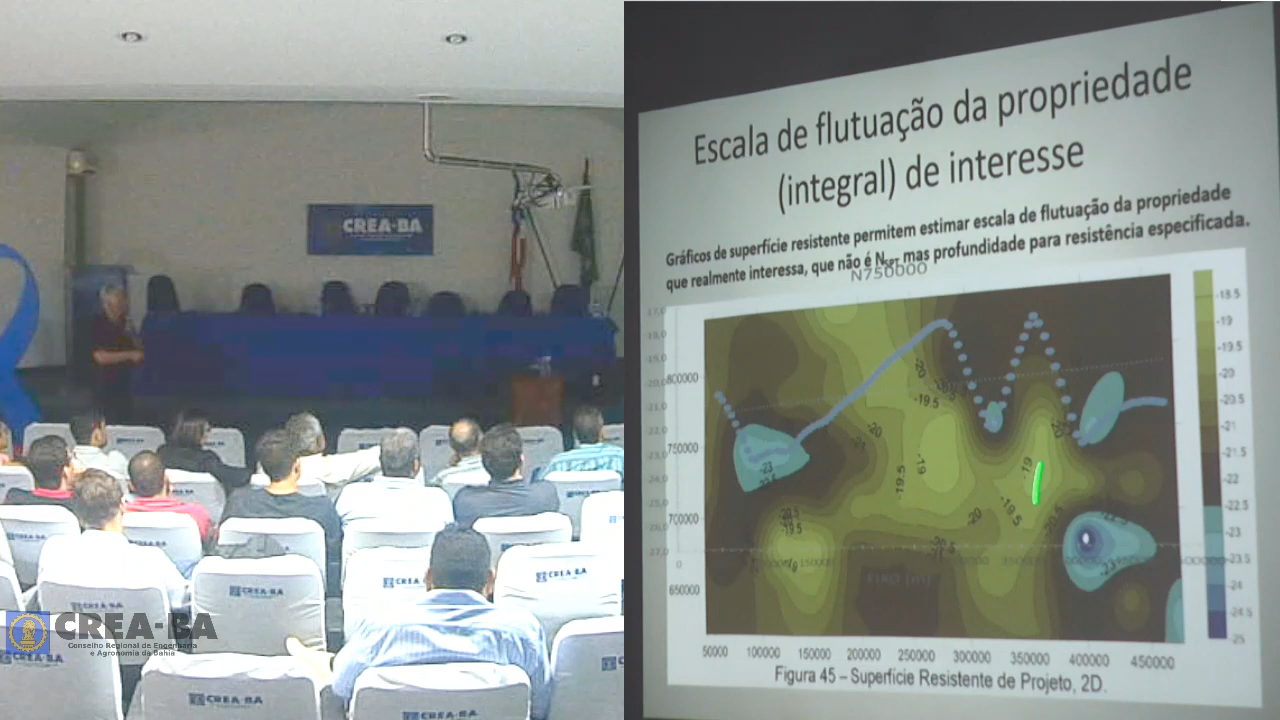 CREA-BA
CREA-BA
Conselho Regional de Engenharia
e Agronomia da Bahia
Escala de flutuação da propriedade
(integral) de interesse
Gráficos de superfície resistente permitem estimar escala de flutuação da propriedade
que realmente interessa, que não é NSPT mas profundidade para resistência especificada.
N750000
800000
750000
700000
650000
-18.5
-19
-19.5
-20
-20.5
-21
-21.5
-22
-22.5
-23
-23.5
-24
-24.5
-25
50000 100000 150000 200000 250000 300000 350000 400000 450000
Figura 45 – Superfície Resistente de Projeto, 2D.